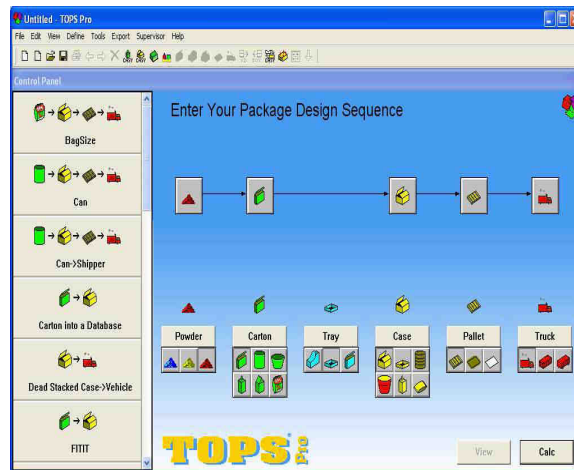 Untitled - TOPS Pro
File Edit View Define Tools Export Supervisor Help
Control Panel
BagSize
Can
Can->Shipper
Carton into a Database
Dead Stacked Case->Vehicle
FITIT
Enter Your Package Design Sequence
Powder Carton Tray Case Pallet Truck
TOPS Pro
View Calc